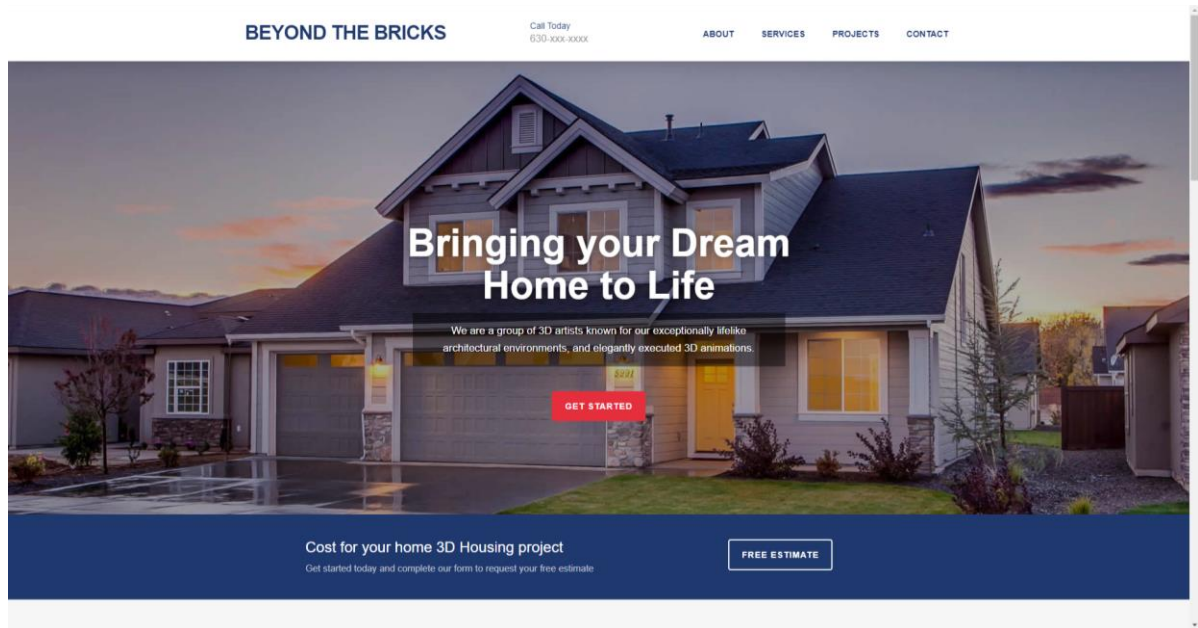 BEYOND THE BRICKS
Call Today
630-xxx-xxxx
ABOUT
SERVICES
PROJECTS
CONTACT
Bringing your Dream
Home to Life
We are a group of 3D artists known for our exceptionally lifelike
architectural environments, and elegantly executed 3D animations.
5201
GET STARTED
Cost for your home 3D Housing project
Get started today and complete our form to request your free estimate
FREE ESTIMATE